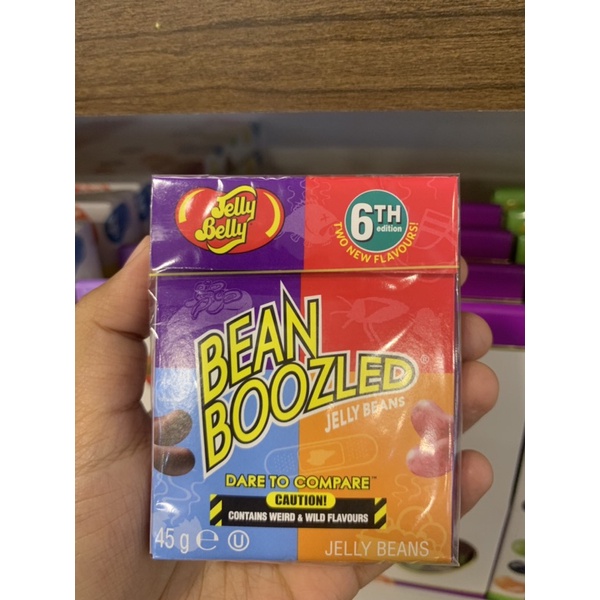 Jelly
Belly
6TH
edition
TWO NEW FLAVOURS!
BEAN
BOOZLED®
JELLY BEANS
DARE TO COMPARE™
CAUTION!
CONTAINS WEIRD & WILD FLAVOURS
45 g ℮ U
JELLY BEANS